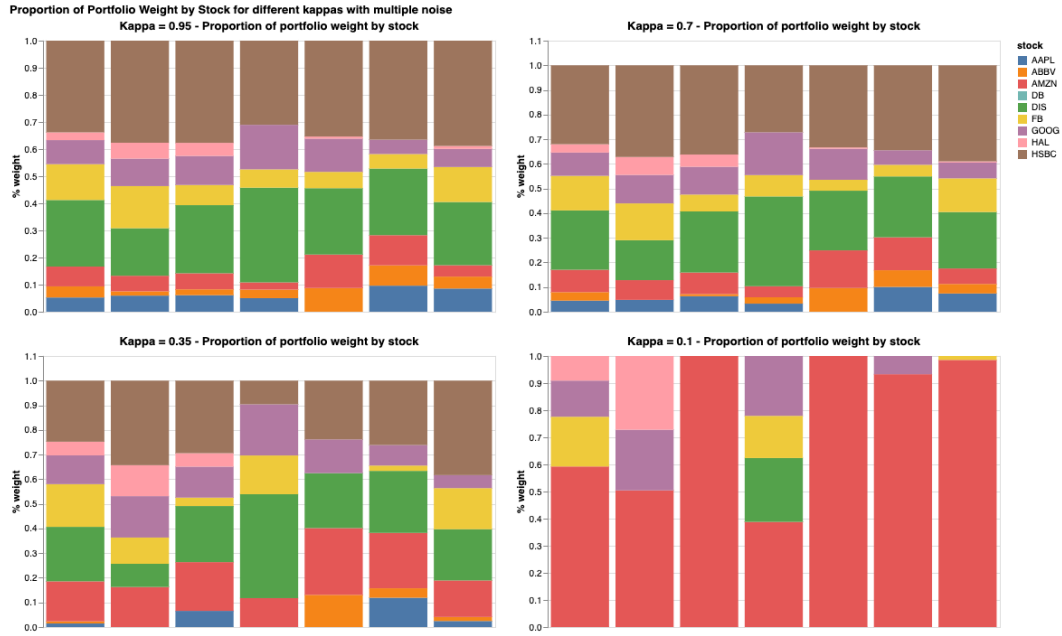 Proportion of Portfolio Weight by Stock for different kappas with multiple noise
Kappa = 0.95 - Proportion of portfolio weight by stock
1.0
0.9
0.8
0.7
0.6
0.5
0.4
0.3
0.2
0.1
0.0
% weight
Kappa = 0.7 - Proportion of portfolio weight by stock
1.1
1.0
0.9
0.8
0.7
0.6
0.5
0.4
0.3
0.2
0.1
0.0
% weight
stock
AAPL
ABBV
AMZN
DB
DIS
FB
GOOG
HAL
HSBC
Kappa = 0.35 - Proportion of portfolio weight by stock
1.1
1.0
0.9
0.8
0.7
0.6
0.5
0.4
0.3
0.2
0.1
0.0
% weight
Kappa = 0.1 - Proportion of portfolio weight by stock
1.0
0.9
0.8
0.7
0.6
0.5
0.4
0.3
0.2
0.1
0.0
% weight